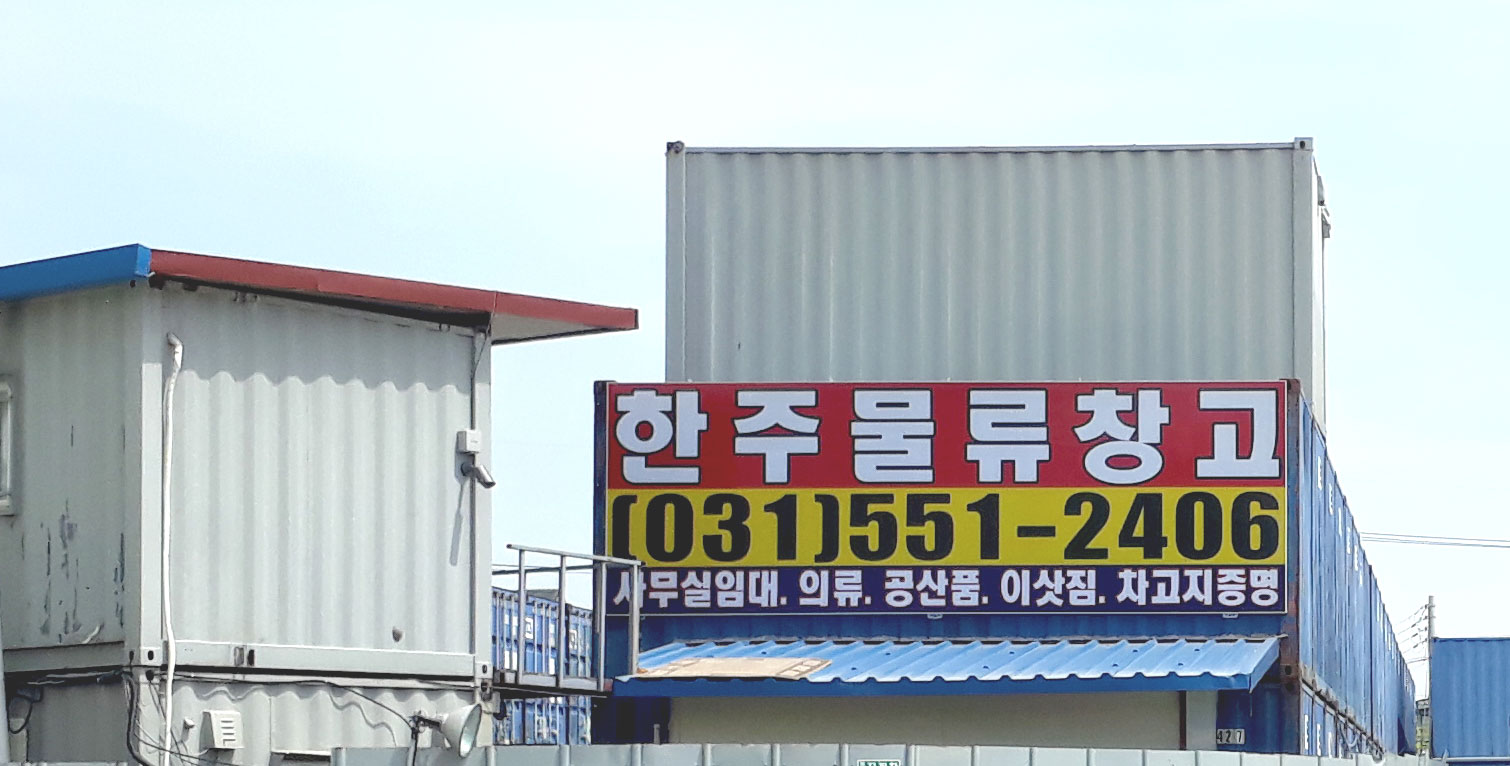 한주물류창고
(031)551-2406
사무실임대. 의류. 공산품. 이삿짐. 차고지증명
427